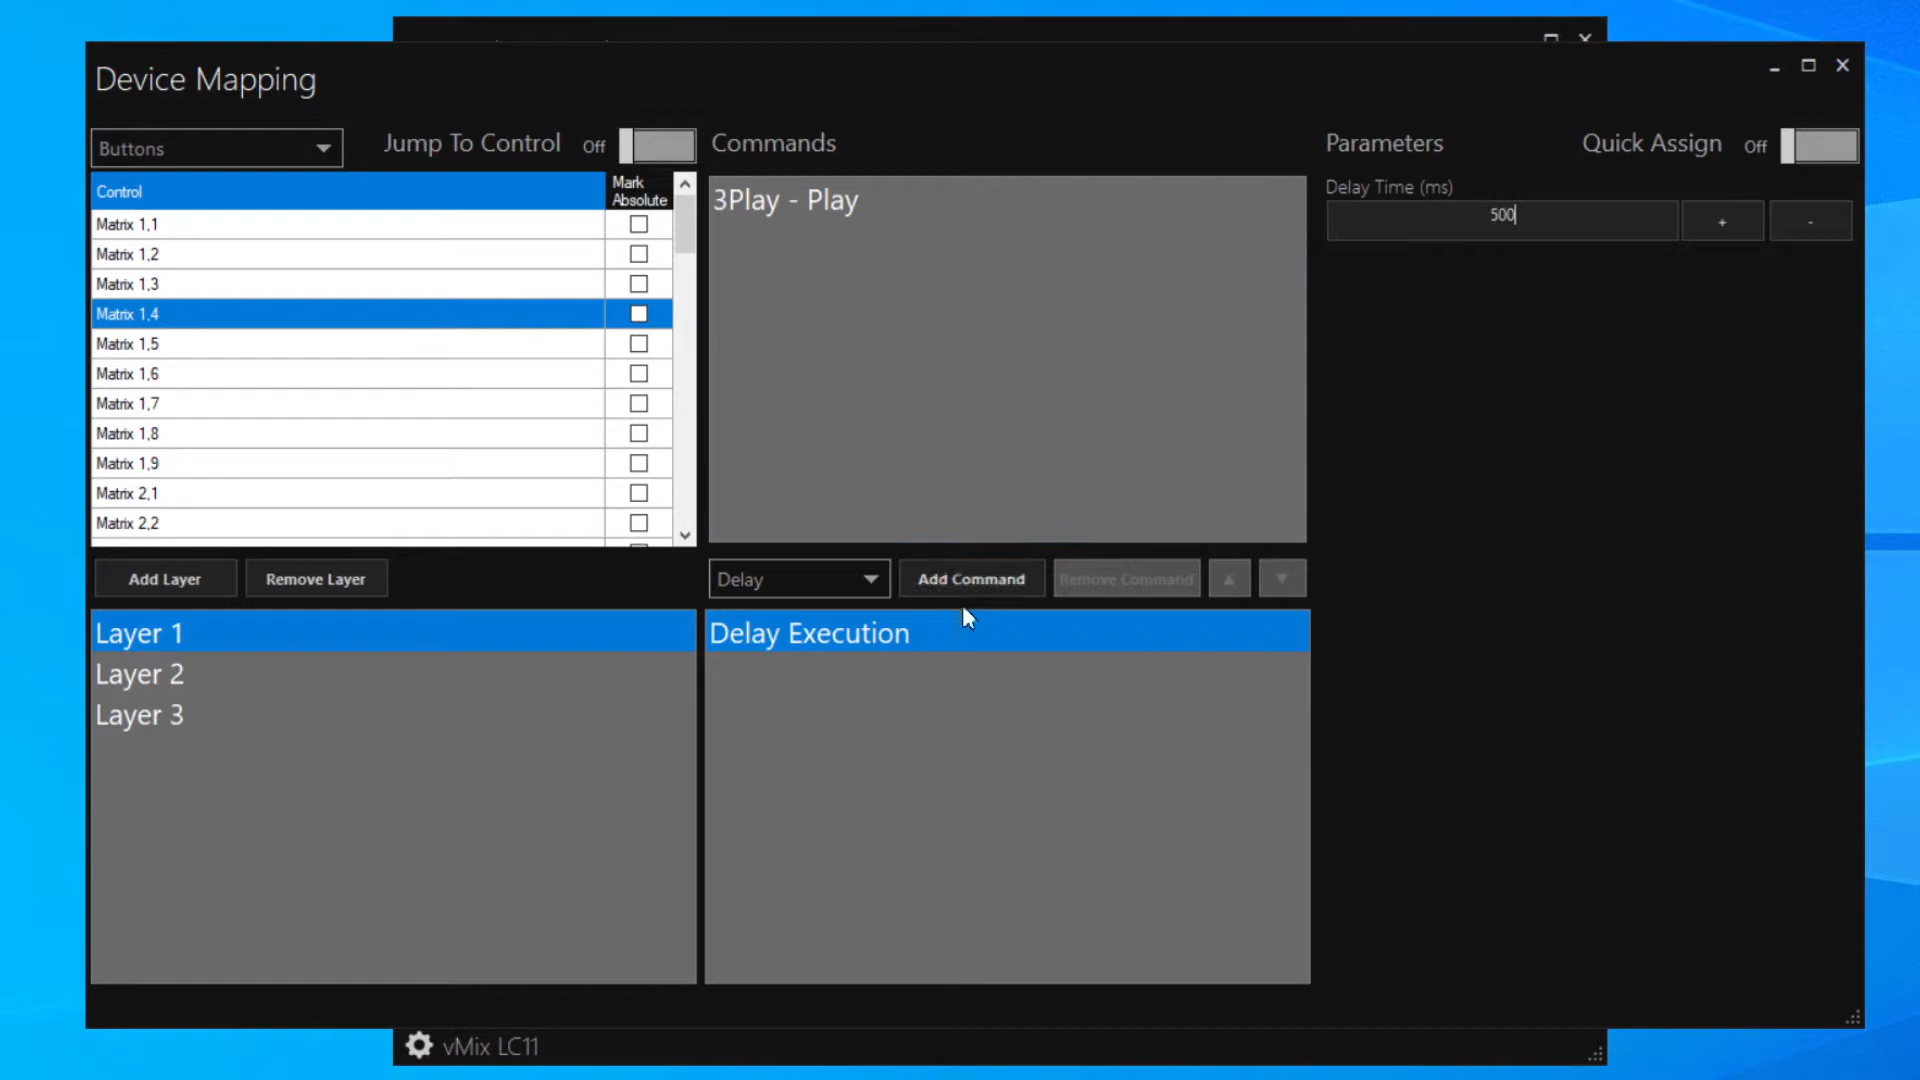 Device Mapping
Buttons
Jump To Control Off
Commands
Parameters
Quick Assign Off
Control
Mark
Absolute
Matrix 1,1
Matrix 1,2
Matrix 1,3
Matrix 1,4
Matrix 1,5
Matrix 1,6
Matrix 1,7
Matrix 1,8
Matrix 1,9
Matrix 2,1
Matrix 2,2
3Play - Play
Delay Time (ms)
500
+
-
Add Layer
Remove Layer
Delay
Add Command
Remove Command
Layer 1
Layer 2
Layer 3
Delay Execution
vMix LC11